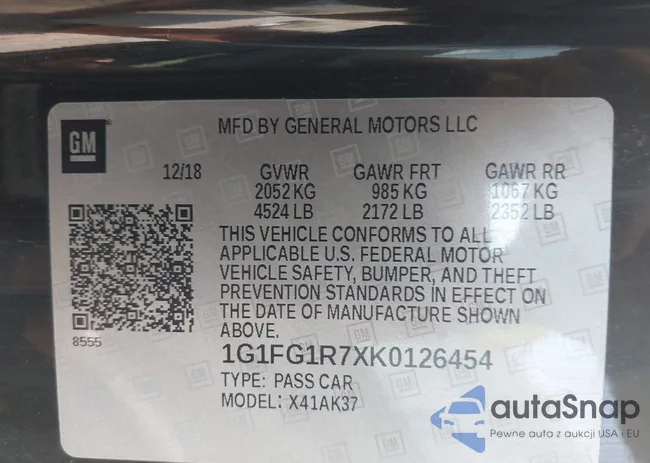 GM
MFD BY GENERAL MOTORS LLC
12/18 GVWR GAWR FRT GAWR RR
2052 KG 985 KG 1067 KG
4524 LB 2172 LB 2352 LB
THIS VEHICLE CONFORMS TO ALL
APPLICABLE U.S. FEDERAL MOTOR
VEHICLE SAFETY, BUMPER, AND THEFT
PREVENTION STANDARDS IN EFFECT ON
THE DATE OF MANUFACTURE SHOWN
ABOVE.
8555
1G1FG1R7XK0126454
TYPE: PASS CAR
MODEL: X41AK37
autaSnap
Pewne auta z aukcji USA i EU